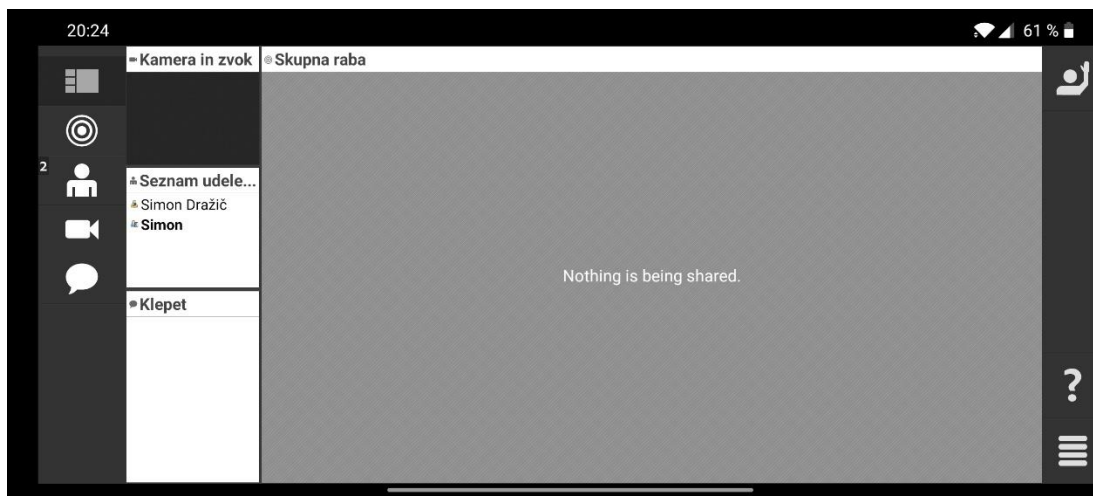 20:24
61 %
Kamera in zvok
Skupna raba
2
Seznam udele...
Simon Dražič
Simon
Nothing is being shared.
Klepet
?